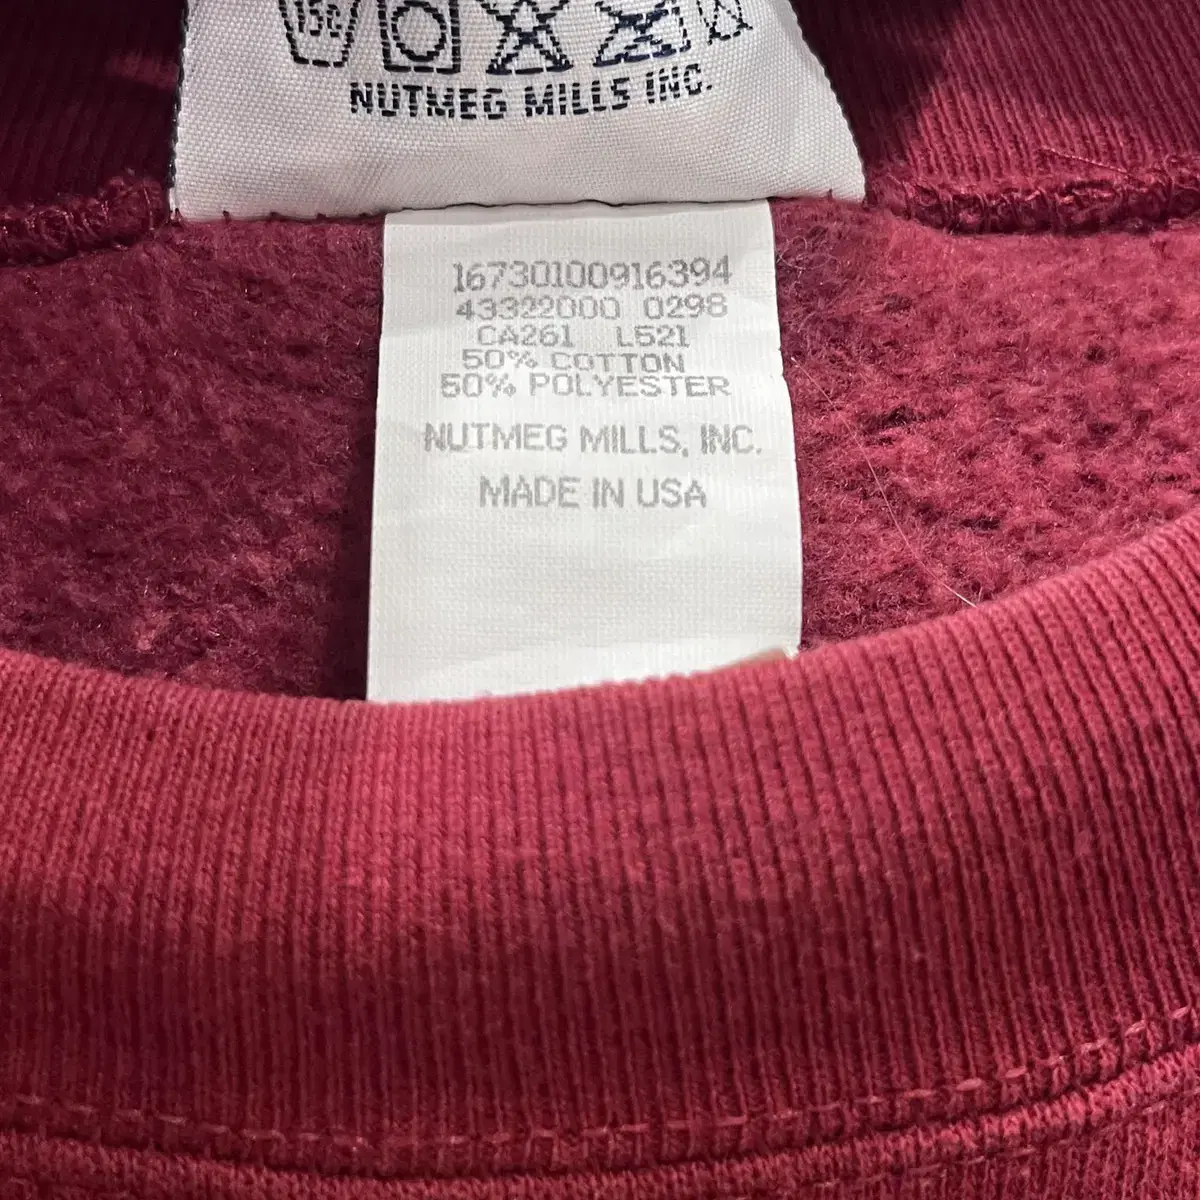 NUTMEG MILLS INC.
16730100916394
43322000 0298
CA261 L521
50% COTTON
50% POLYESTER
NUTMEG MILLS, INC.
MADE IN USA